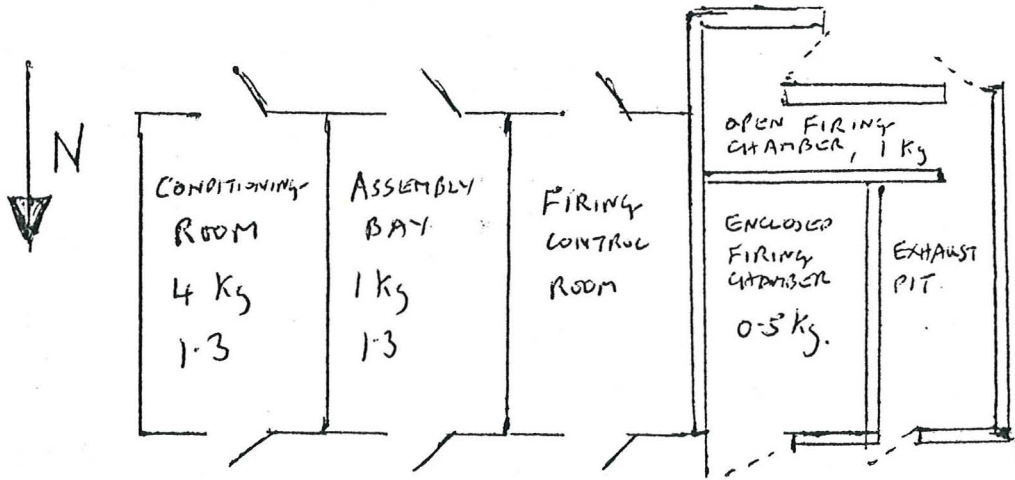 N
CONDITIONING
ROOM
4 Kg
1.3
ASSEMBLY
BAY
1 Kg
1.3
FIRING
CONTROL
ROOM
OPEN FIRING
CHAMBER, 1 Kg
ENCLOSED
FIRING
CHAMBER
0.5 Kg.
EXHAUST
PIT.